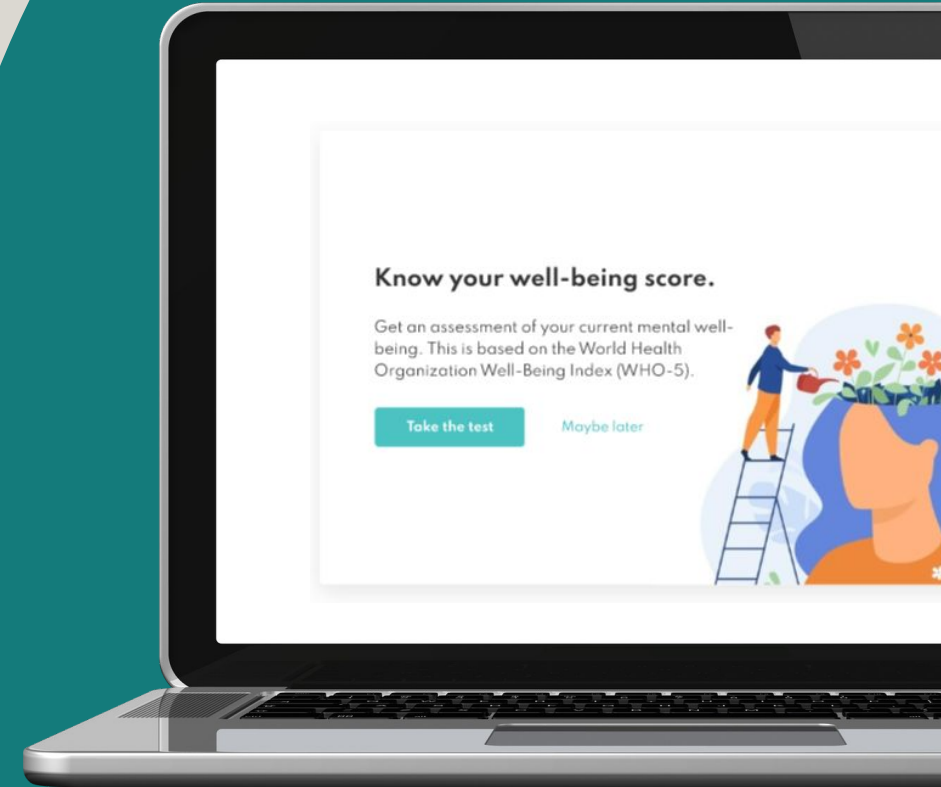 Know your well-being score.
Get an assessment of your current mental well-
being. This is based on the World Health
Organization Well-Being Index (WHO-5).
Take the test
Maybe later